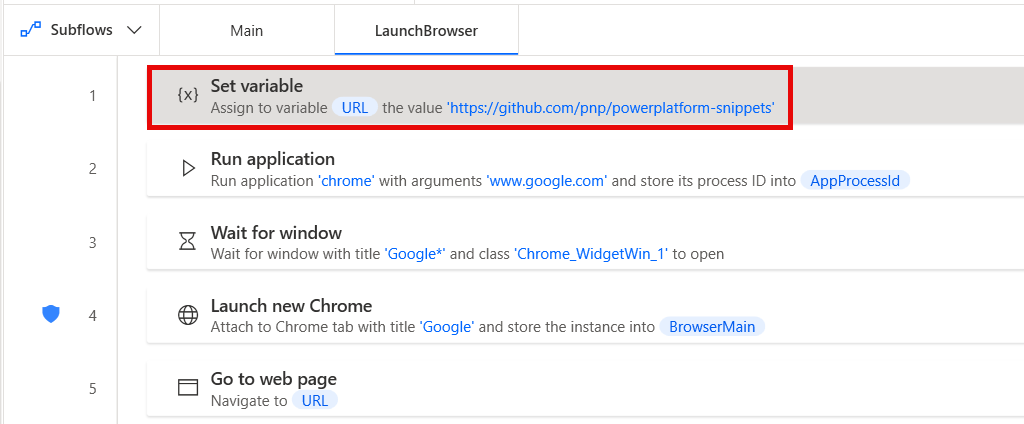 Subflows
Main
LaunchBrowser
1
{x}
Set variable
Assign to variable URL the value 'https://github.com/pnp/powerplatform-snippets'
2
Run application
Run application 'chrome' with arguments 'www.google.com' and store its process ID into AppProcessId
3
Wait for window
Wait for window with title 'Google*' and class 'Chrome_WidgetWin_1' to open
4
Launch new Chrome
Attach to Chrome tab with title 'Google' and store the instance into BrowserMain
5
Go to web page
Navigate to URL